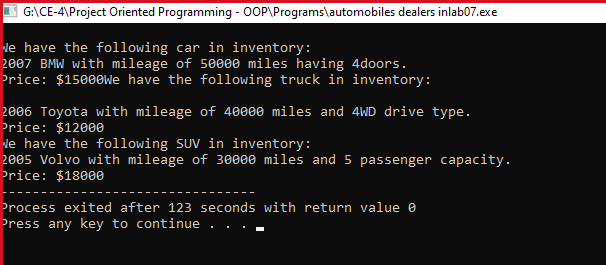 G:\CE-4\Project Oriented Programming - OOP\Programs\automobiles dealers inlab07.exe
We have the following car in inventory:
2007 BMW with mileage of 50000 miles having 4doors.
Price: $15000We have the following truck in inventory:
2006 Toyota with mileage of 40000 miles and 4WD drive type.
Price: $12000
We have the following SUV in inventory:
2005 Volvo with mileage of 30000 miles and 5 passenger capacity.
Price: $18000
--------------------------------
Process exited after 123 seconds with return value 0
Press any key to continue . . .